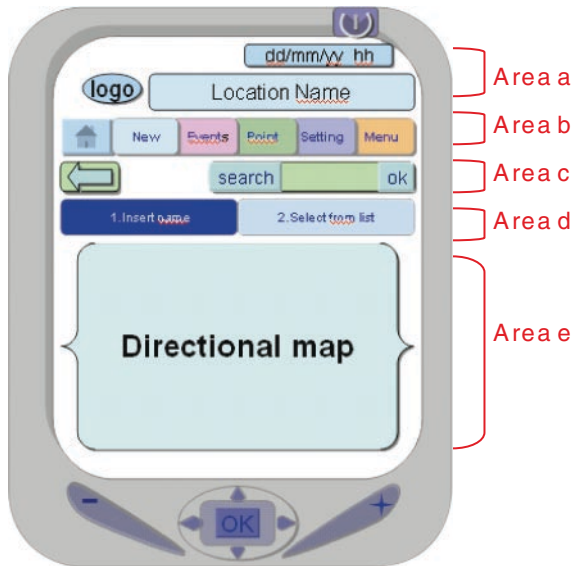 dd/mm/yy hh
logo
Location Name
Area a
New Events Point Setting Menu
Area b
search ok
Area c
1.Insert name 2.Select from list
Area d
Directional map
Area e
-
OK
+